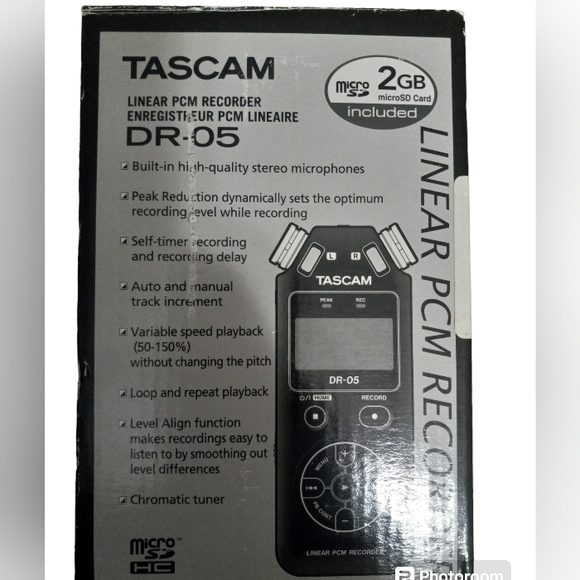 TASCAM
micro SD 2GB
microSD Card
included
LINEAR PCM RECORDER
ENREGISTREUR PCM LINEAIRE
DR-05
Built-in high-quality stereo microphones
Peak Reduction dynamically sets the optimum
recording level while recording
Self-timer recording
and recording delay
Auto and manual
track increment
Variable speed playback
(50-150%)
without changing the pitch
Loop and repeat playback
Level Align function
makes recordings easy to
listen to by smoothing out
level differences
Chromatic tuner
micro SD HC
L R
TASCAM
PEAK REC
DR-05
HOME RECORD
MENU
PB CONT
LINEAR PCM RECORDER
LINEAR PCM RECORDER
Photoroom